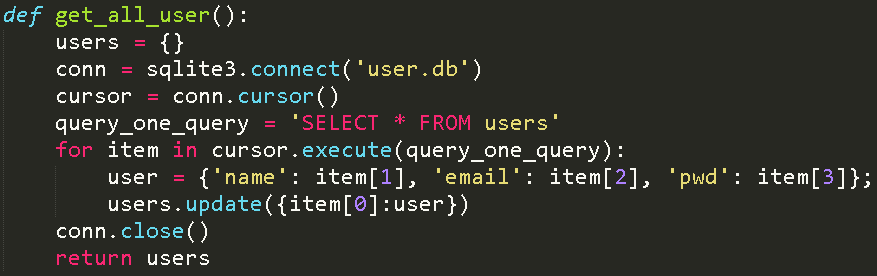 def get_all_user():
    users = {}
    conn = sqlite3.connect('user.db')
    cursor = conn.cursor()
    query_one_query = 'SELECT * FROM users'
    for item in cursor.execute(query_one_query):
        user = {'name': item[1], 'email': item[2], 'pwd': item[3]};
        users.update({item[0]:user})
    conn.close()
    return users